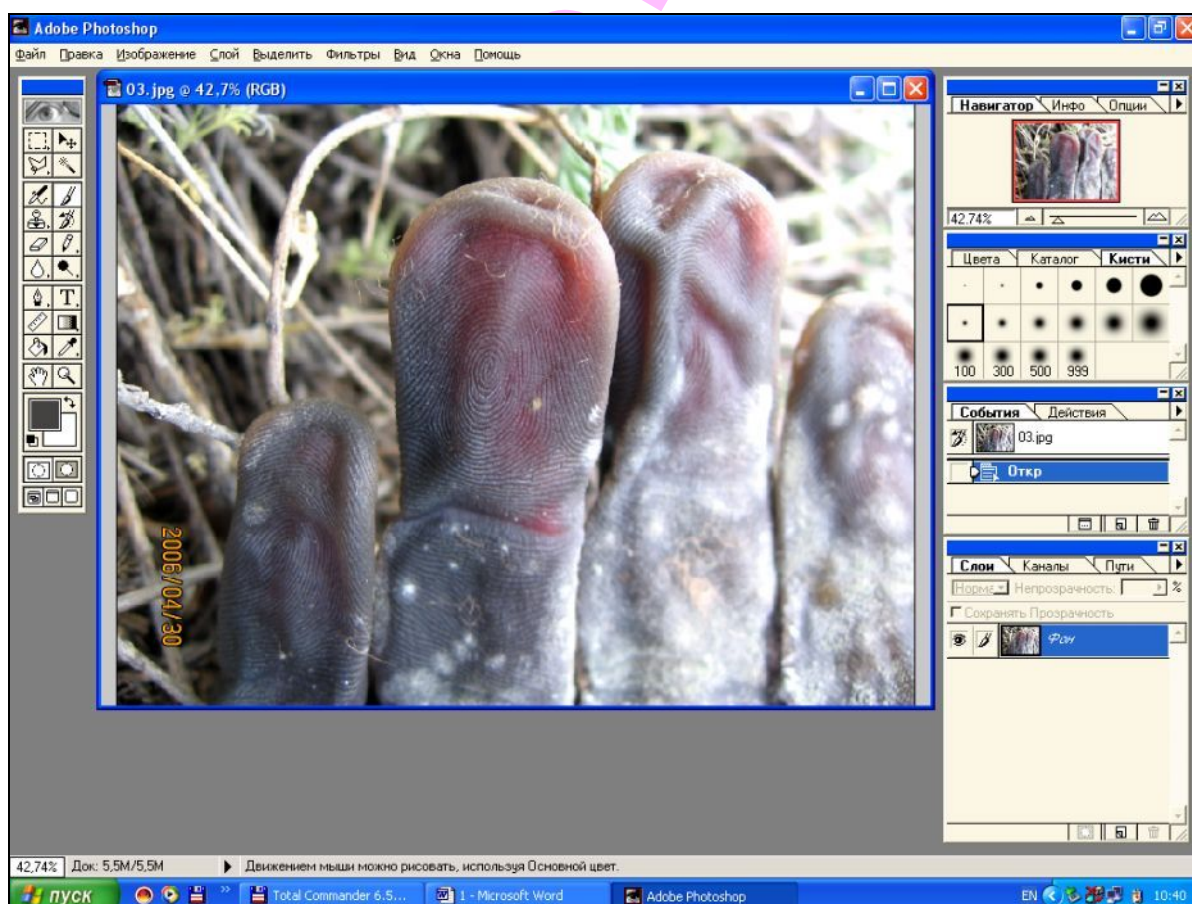 Adobe Photoshop
Файл Правка Изображение Слой Выделить Фильтры Вид Окна Помощь
03.jpg @ 42,7% (RGB)
Навигатор Инфо Опции
42.74%
Цвета Каталог Кисти
100 300 500 999
События Действия
03.jpg
Откр
Слои Каналы Пути
Непрозрачность: %
Сохранять Прозрачность
Фон
T
2006/04/30
42,74% Док: 5,5M/5,5M Движением мыши можно рисовать, используя Основной цвет.
пуск Total Commander 6.5... 1 - Microsoft Word Adobe Photoshop EN 10:40